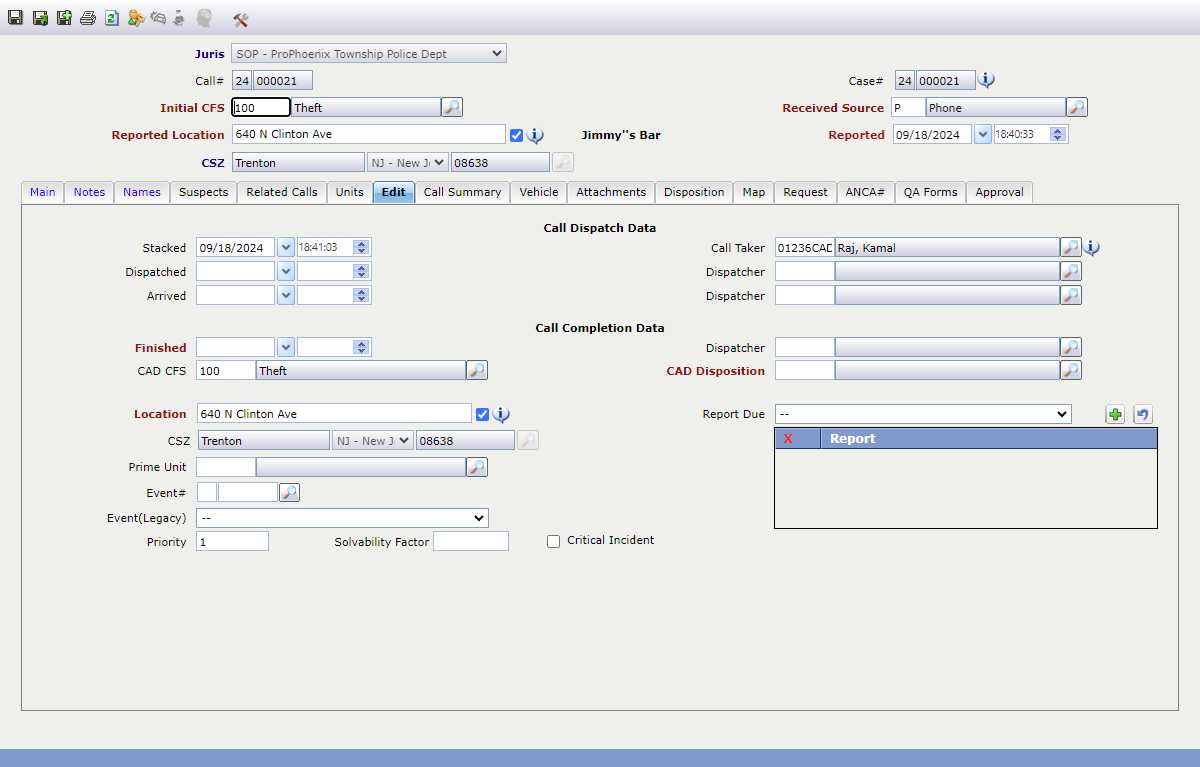 Juris SOP - ProPhoenix Township Police Dept
Call# 24 000021 Case# 24 000021
Initial CFS 100 Theft Received Source P Phone
Reported Location 640 N Clinton Ave Jimmy''s Bar Reported 09/18/2024 18:40:33
CSZ Trenton NJ - New J 08638
Main Notes Names Suspects Related Calls Units Edit Call Summary Vehicle Attachments Disposition Map Request ANCA# QA Forms Approval
Call Dispatch Data
Stacked 09/18/2024 18:41:03 Call Taker 01236CAD Raj, Kamal
Dispatched Dispatcher
Arrived Dispatcher
Call Completion Data
Finished Dispatcher
CAD CFS 100 Theft CAD Disposition
Location 640 N Clinton Ave Report Due --
CSZ Trenton NJ - New J 08638 X Report
Prime Unit
Event#
Event(Legacy) --
Priority 1 Solvability Factor Critical Incident